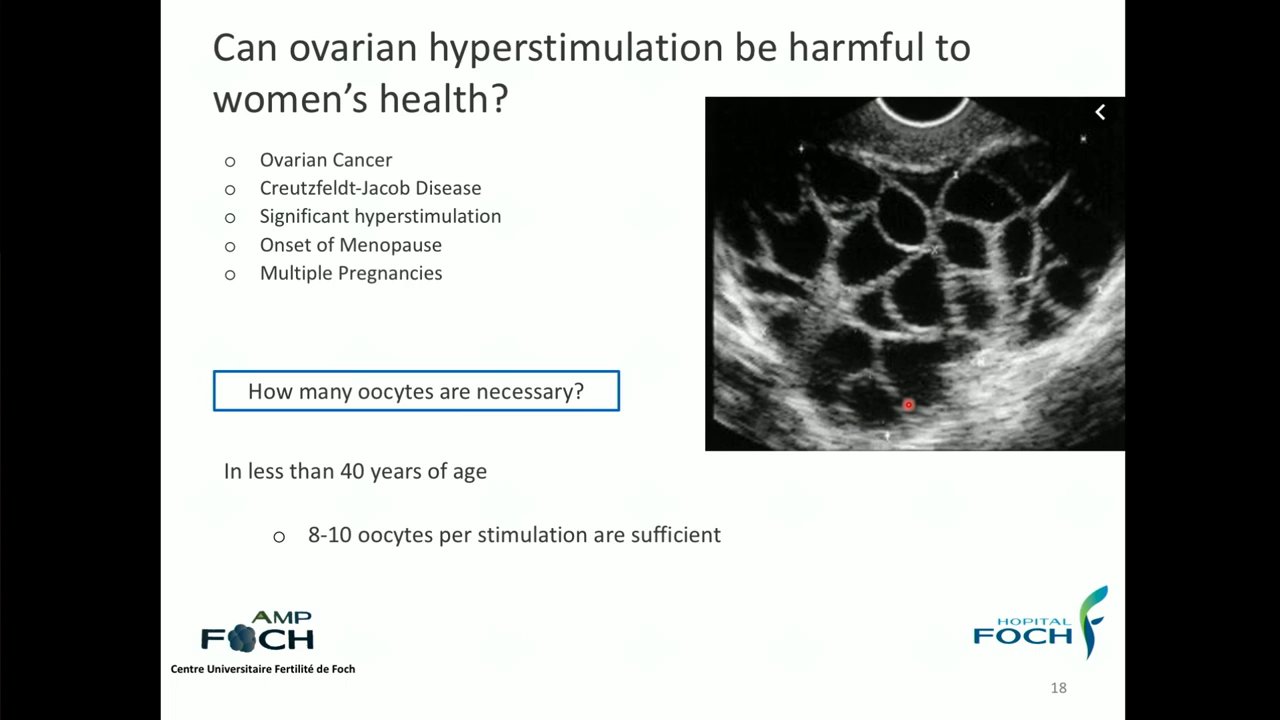 Can ovarian hyperstimulation be harmful to
women's health?
o Ovarian Cancer
o Creutzfeldt-Jacob Disease
o Significant hyperstimulation
o Onset of Menopause
o Multiple Pregnancies
How many oocytes are necessary?
In less than 40 years of age
o 8-10 oocytes per stimulation are sufficient
AMP
FOCH
Centre Universitaire Fertilité de Foch
HOPITAL
FOCH
18